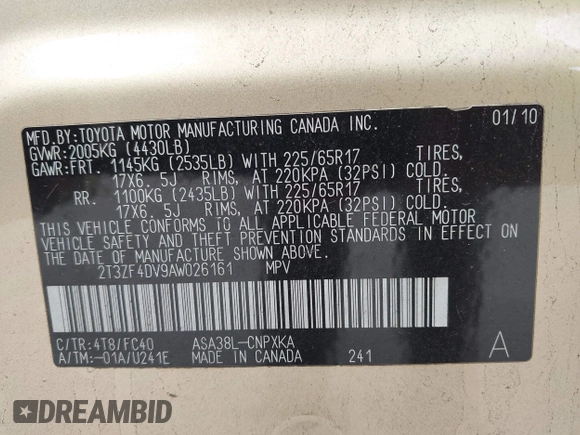 MFD.BY:TOYOTA MOTOR MANUFACTURING CANADA INC. 01/10
GVWR:2005KG (4430LB)
GAWR:FRT. 1145KG (2535LB) WITH 225/65R17 TIRES,
17X6. 5J RIMS, AT 220KPA (32PSI) COLD.
RR. 1100KG (2435LB) WITH 225/65R17 TIRES,
17X6. 5J RIMS, AT 220KPA (32PSI) COLD.
THIS VEHICLE CONFORMS TO ALL APPLICABLE FEDERAL MOTOR
VEHICLE SAFETY AND THEFT PREVENTION STANDARDS IN EFFECT ON
THE DATE OF MANUFACTURE SHOWN ABOVE.
2T3ZF4DV9AW026161 MPV
C/TR:4T8/FC40 ASA38L-CNPXKA
A/TM:-01A/U241E MADE IN CANADA 241 A
DREAMBID